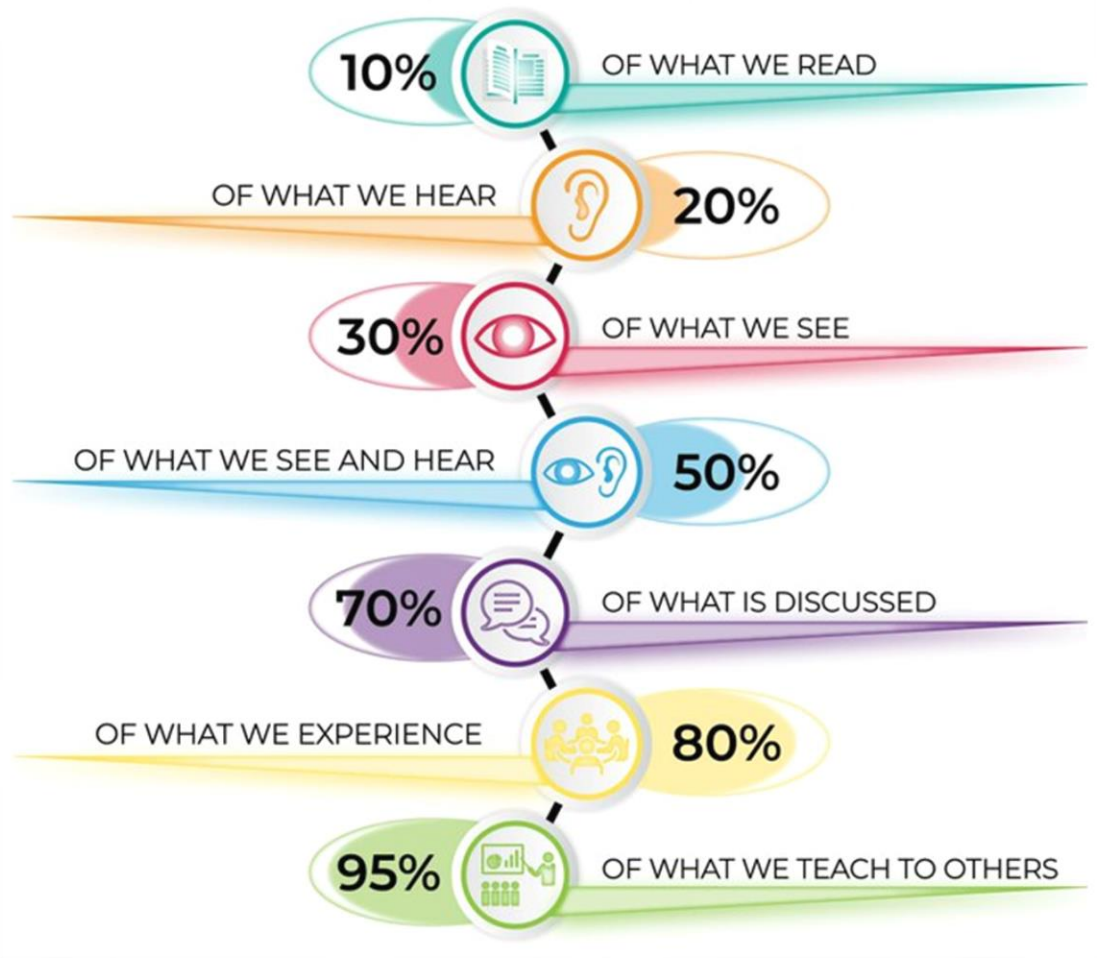 10%
OF WHAT WE READ
OF WHAT WE HEAR
20%
30%
OF WHAT WE SEE
OF WHAT WE SEE AND HEAR
50%
70%
OF WHAT IS DISCUSSED
OF WHAT WE EXPERIENCE
80%
95%
OF WHAT WE TEACH TO OTHERS